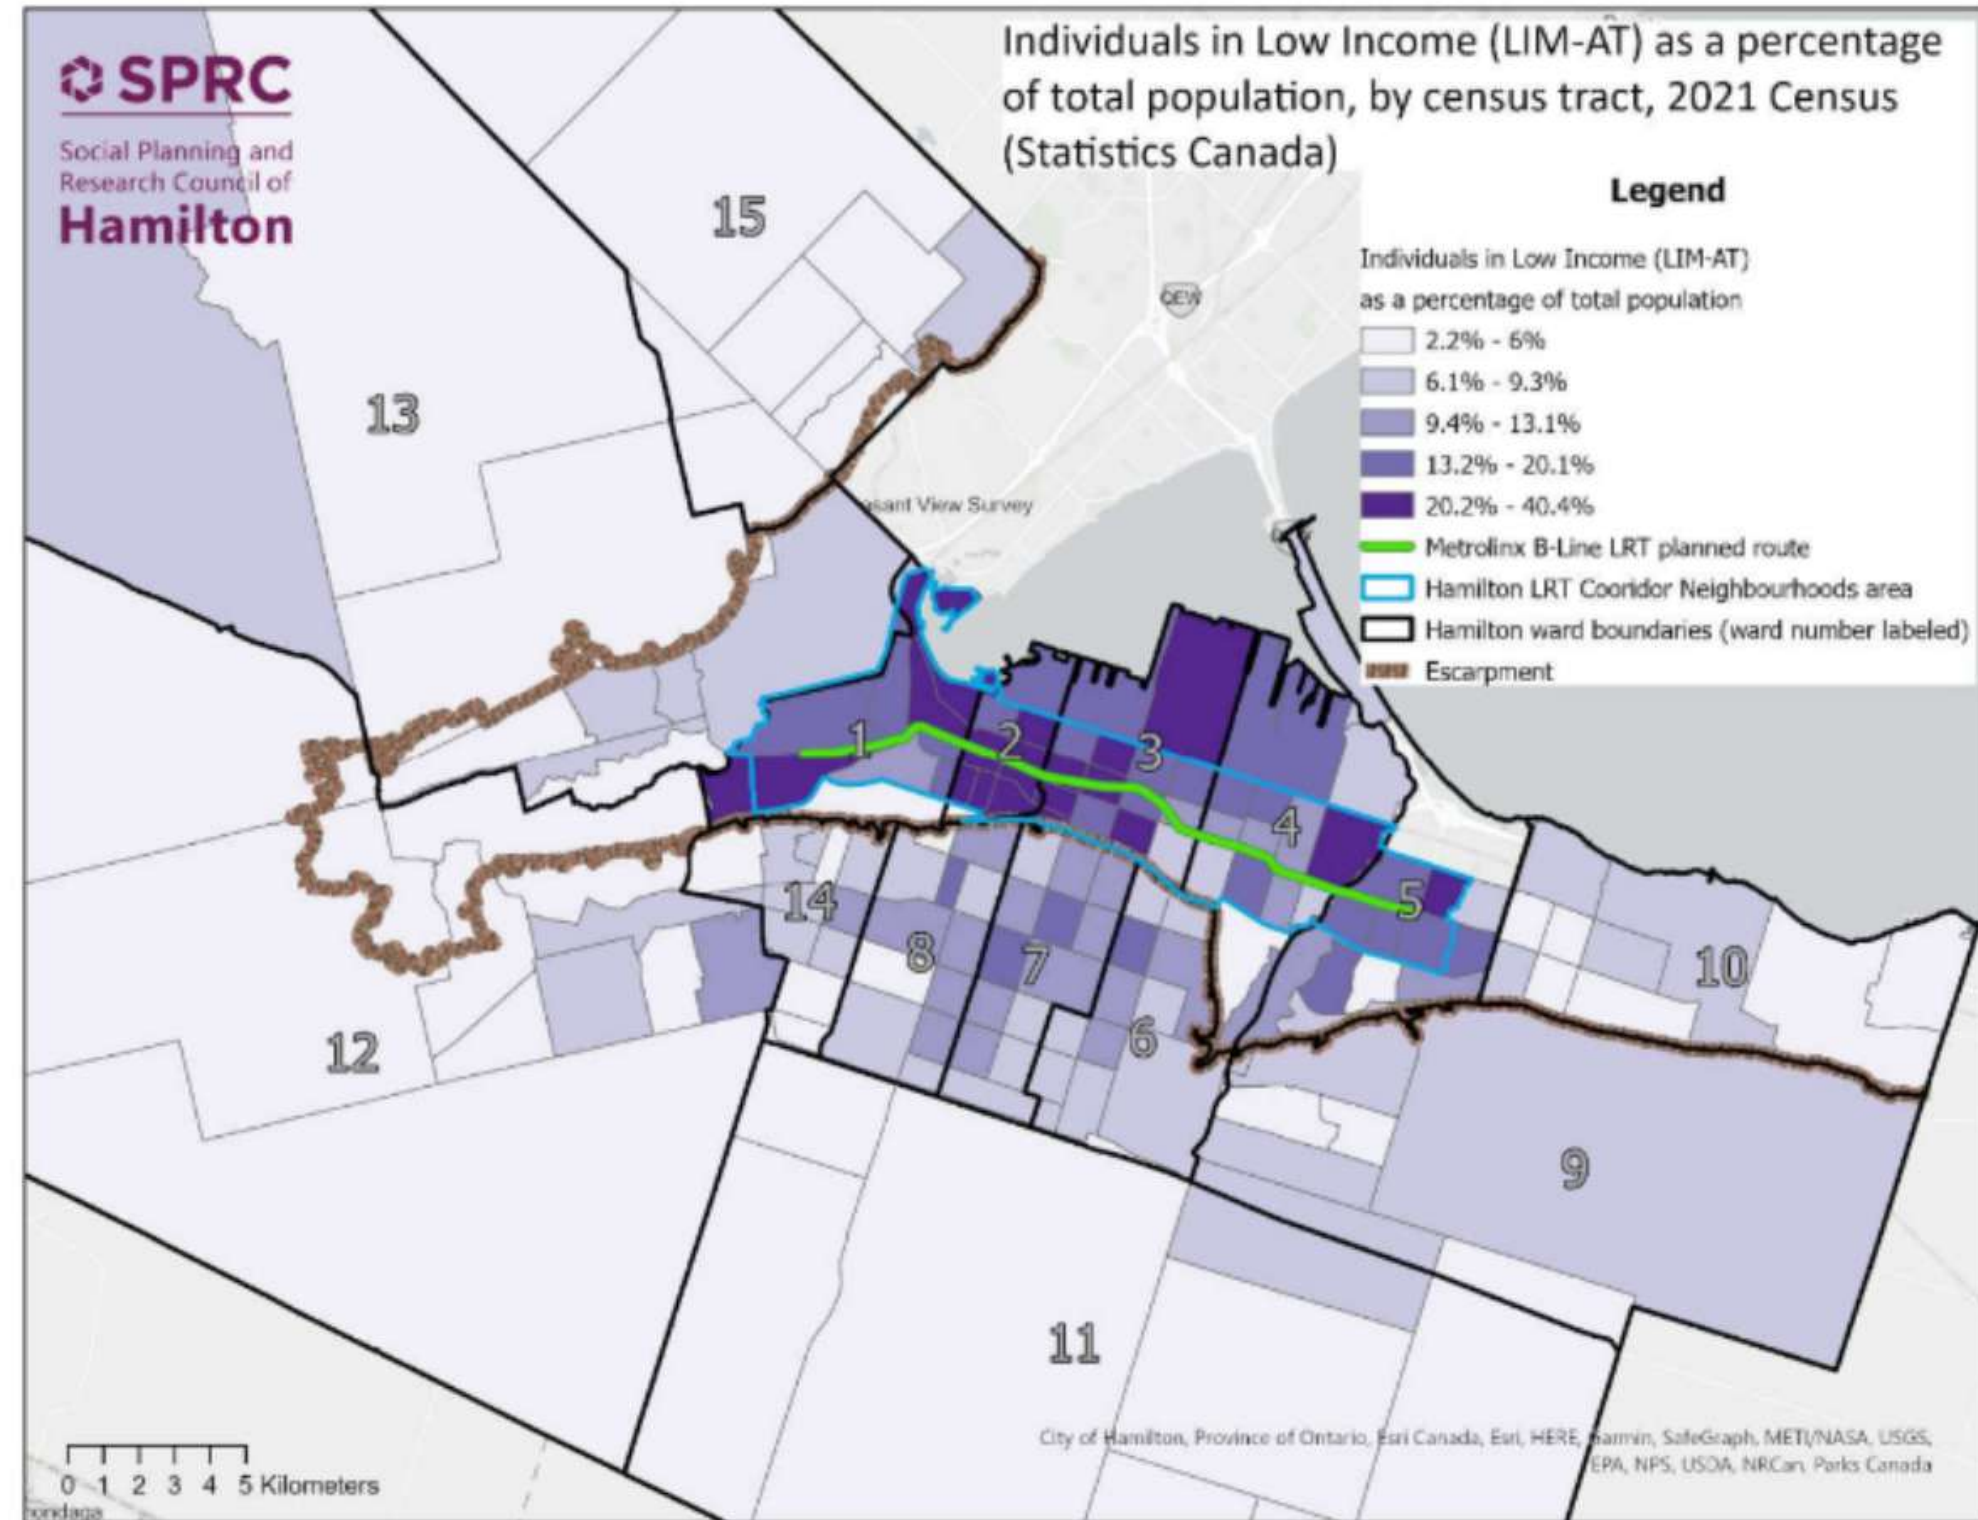 SPRC
Social Planning and
Research Council of
Hamilton
Individuals in Low Income (LIM-AT) as a percentage
of total population, by census tract, 2021 Census
(Statistics Canada)
Legend
Individuals in Low Income (LIM-AT)
as a percentage of total population
2.2% - 6%
6.1% - 9.3%
9.4% - 13.1%
13.2% - 20.1%
20.2% - 40.4%
Metrolinx B-Line LRT planned route
Hamilton LRT Cooridor Neighbourhoods area
Hamilton ward boundaries (ward number labeled)
Escarpment
15
QEW
13
asant View Survey
1
2
3
4
5
14
8
7
10
6
12
9
11
City of Hamilton, Province of Ontario, Esri Canada, Esri, HERE, Garmin, SafeGraph, METI/NASA, USGS,
EPA, NPS, USDA, NRCan, Parks Canada
0 1 2 3 4 5 Kilometers